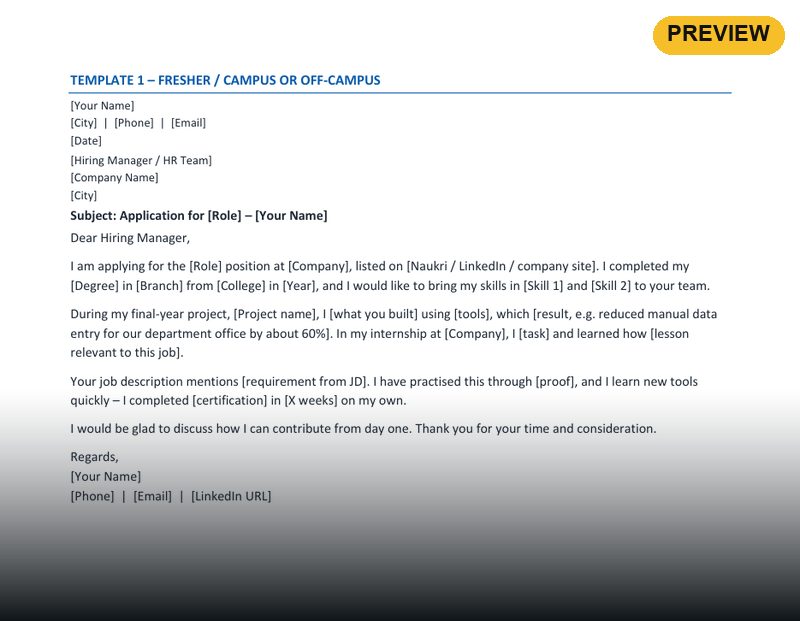 PREVIEW
TEMPLATE 1 – FRESHER / CAMPUS OR OFF-CAMPUS
[Your Name]
[City] | [Phone] | [Email]
[Date]
[Hiring Manager / HR Team]
[Company Name]
[City]
Subject: Application for [Role] – [Your Name]
Dear Hiring Manager,
I am applying for the [Role] position at [Company], listed on [Naukri / LinkedIn / company site]. I completed my
[Degree] in [Branch] from [College] in [Year], and I would like to bring my skills in [Skill 1] and [Skill 2] to your team.
During my final-year project, [Project name], I [what you built] using [tools], which [result, e.g. reduced manual data
entry for our department office by about 60%]. In my internship at [Company], I [task] and learned how [lesson
relevant to this job].
Your job description mentions [requirement from JD]. I have practised this through [proof], and I learn new tools
quickly – I completed [certification] in [X weeks] on my own.
I would be glad to discuss how I can contribute from day one. Thank you for your time and consideration.
Regards,
[Your Name]
[Phone] | [Email] | [LinkedIn URL]